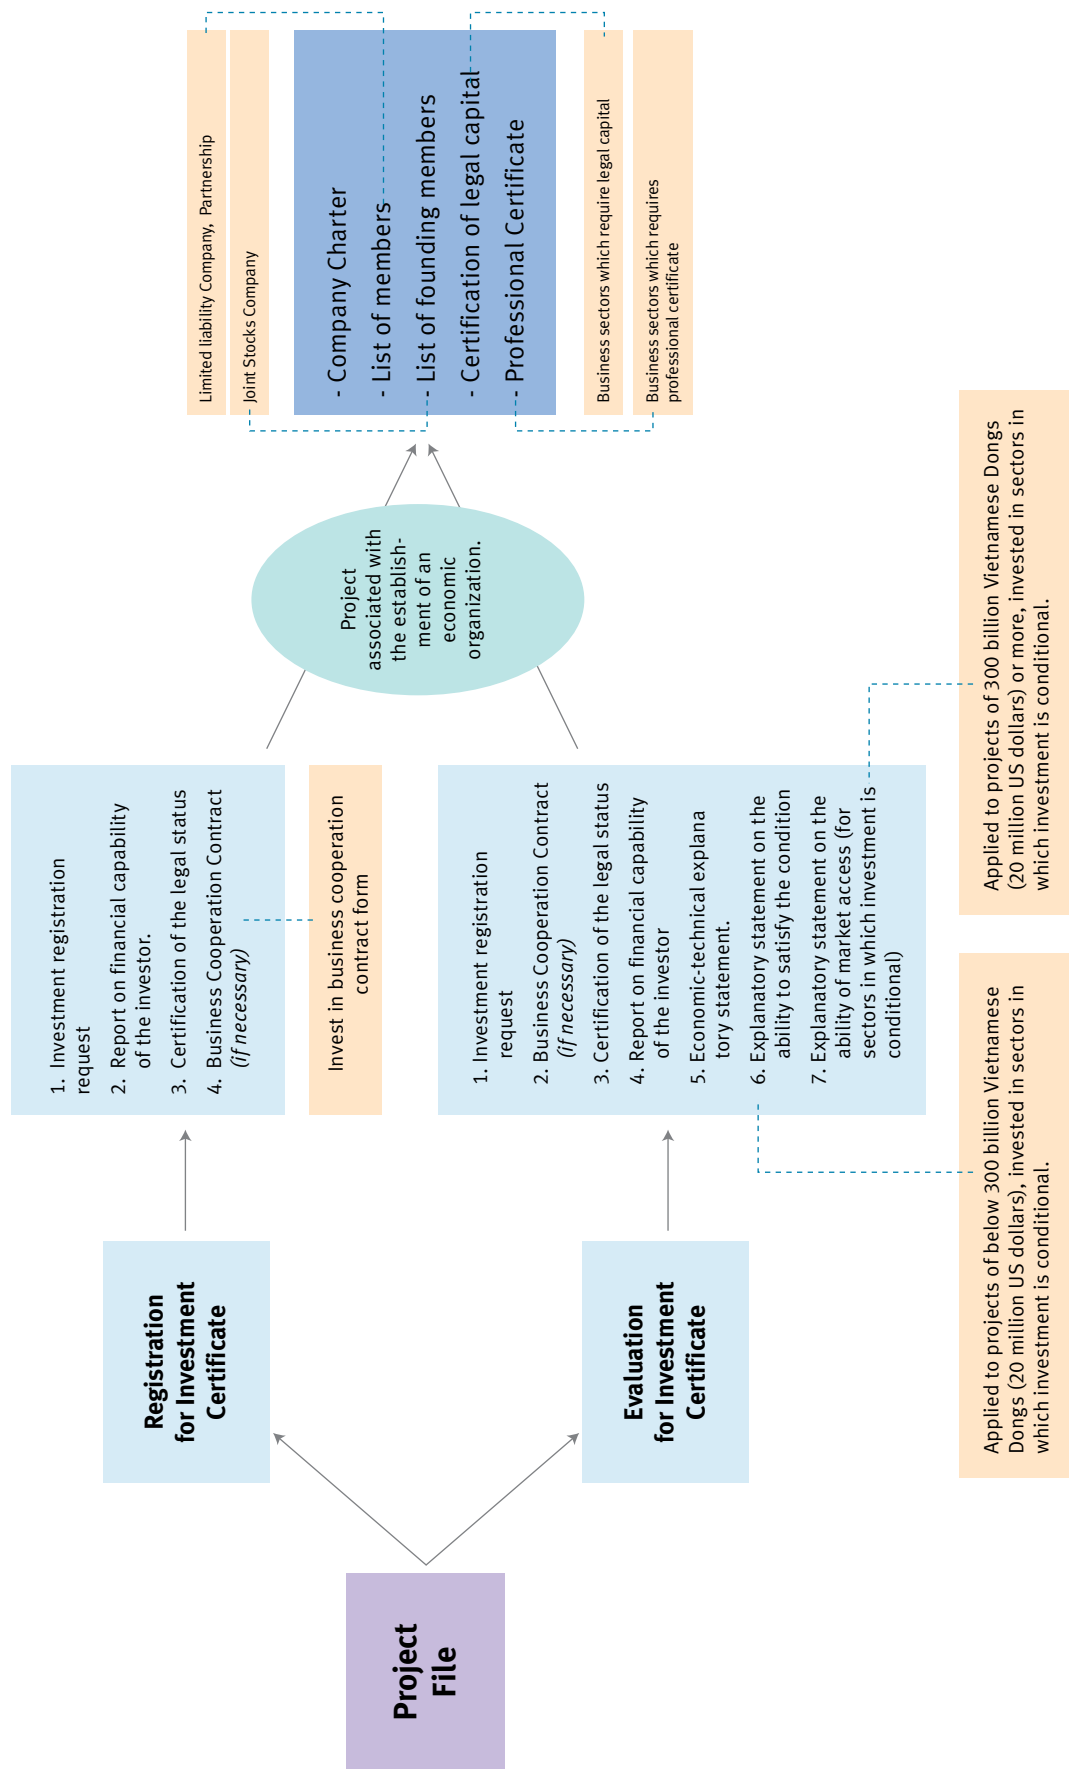 Project
File
Registration
for Investment
Certificate
Evaluation
for Investment
Certificate
1. Investment registration
request
2. Report on financial capability
of the investor.
3. Certification of the legal status
4. Business Cooperation Contract
(if necessary)
Invest in business cooperation
contract form
1. Investment registration
request
2. Business Cooperation Contract
(if necessary)
3. Certification of the legal status
4. Report on financial capability
of the investor
5. Economic-technical explana
tory statement.
6. Explanatory statement on the
ability to satisfy the condition
7. Explanatory statement on the
ability of market access (for
sectors in which investment is
conditional)
Applied to projects of below 300 billion Vietnamese
Dongs (20 million US dollars), invested in sectors in
which investment is conditional.
Applied to projects of 300 billion Vietnamese Dongs
(20 million US dollars) or more, invested in sectors in
which investment is conditional.
Project
associated with
the establish-
ment of an
economic
organization.
Limited liability Company, Partnership
Joint Stocks Company
- Company Charter
- List of members
- List of founding members
- Certification of legal capital
- Professional Certificate
Business sectors which require legal capital
Business sectors which requires
professional certificate